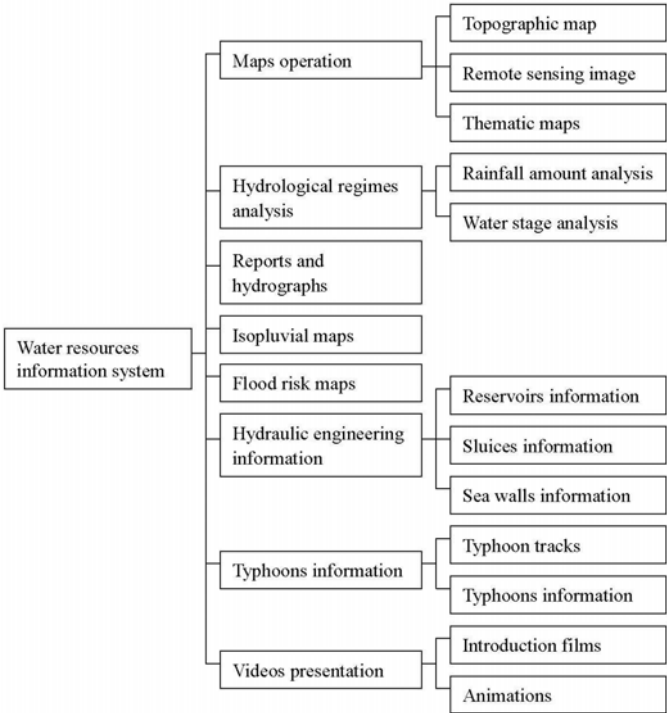 Water resources
information system
Maps operation
Topographic map
Remote sensing image
Thematic maps
Hydrological regimes
analysis
Rainfall amount analysis
Water stage analysis
Reports and
hydrographs
Isopluvial maps
Flood risk maps
Hydraulic engineering
information
Reservoirs information
Sluices information
Sea walls information
Typhoons information
Typhoon tracks
Typhoons information
Videos presentation
Introduction films
Animations